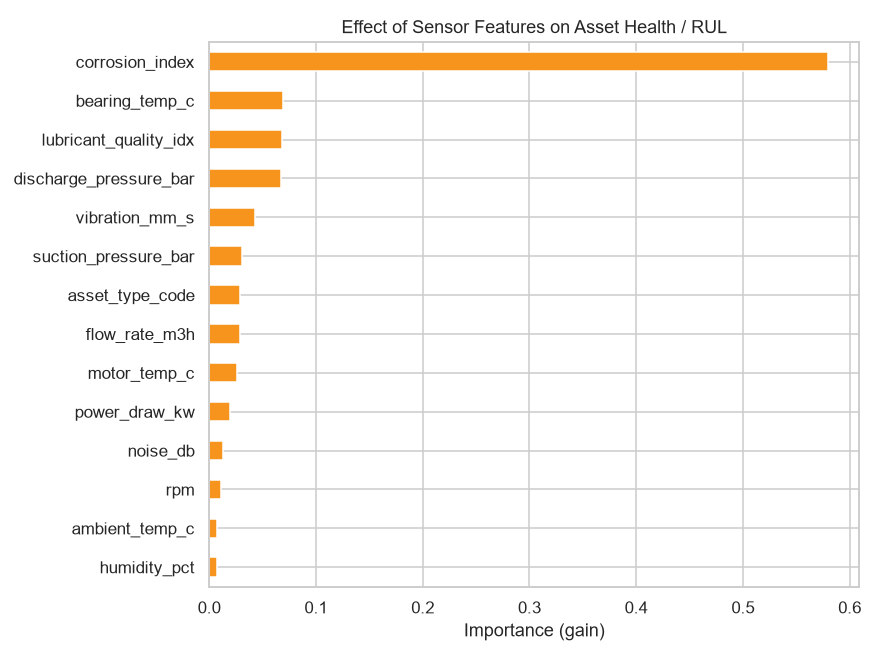 Effect of Sensor Features on Asset Health / RUL
corrosion_index
bearing_temp_c
lubricant_quality_idx
discharge_pressure_bar
vibration_mm_s
suction_pressure_bar
asset_type_code
flow_rate_m3h
motor_temp_c
power_draw_kw
noise_db
rpm
ambient_temp_c
humidity_pct
0.0 0.1 0.2 0.3 0.4 0.5 0.6
Importance (gain)